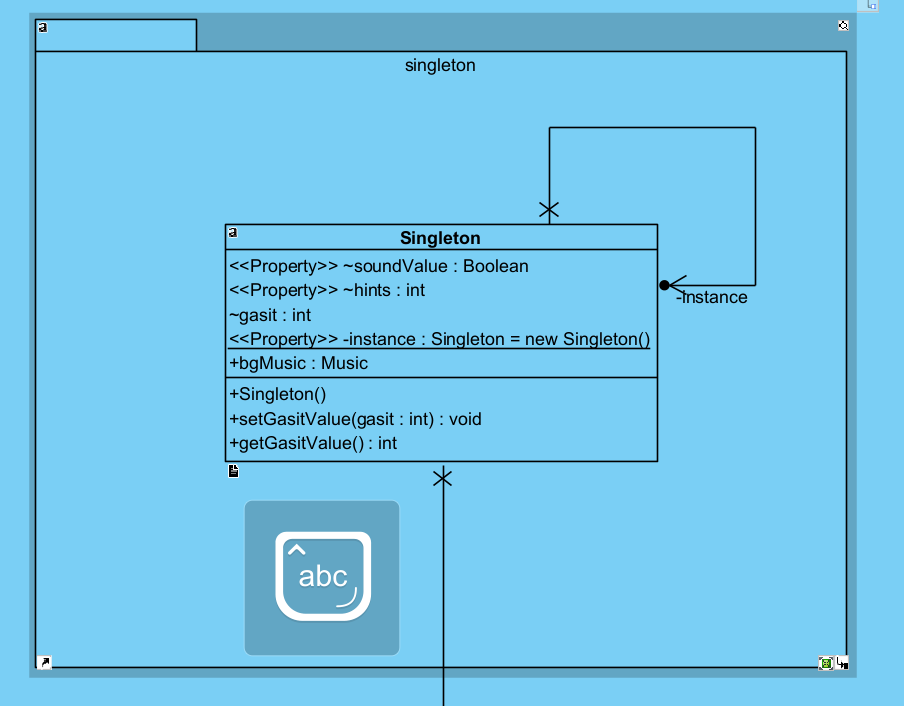 a
singleton
a
Singleton
<<Property>> ~soundValue : Boolean
<<Property>> ~hints : int
~gasit : int
<<Property>> -instance : Singleton = new Singleton()
+bgMusic : Music
-instance
+Singleton()
+setGasitValue(gasit : int) : void
+getGasitValue() : int
abc